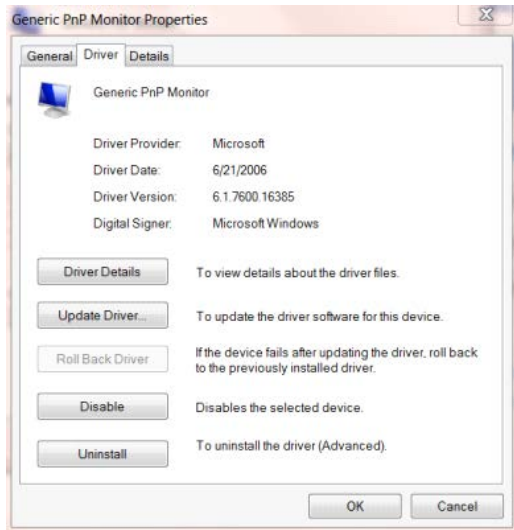 Generic PnP Monitor Properties
General Driver Details
Generic PnP Monitor
Driver Provider: Microsoft
Driver Date: 6/21/2006
Driver Version: 6.1.7600.16385
Digital Signer: Microsoft Windows
Driver Details To view details about the driver files.
Update Driver... To update the driver software for this device.
Roll Back Driver If the device fails after updating the driver, roll back
to the previously installed driver.
Disable Disables the selected device.
Uninstall To uninstall the driver (Advanced).
OK Cancel